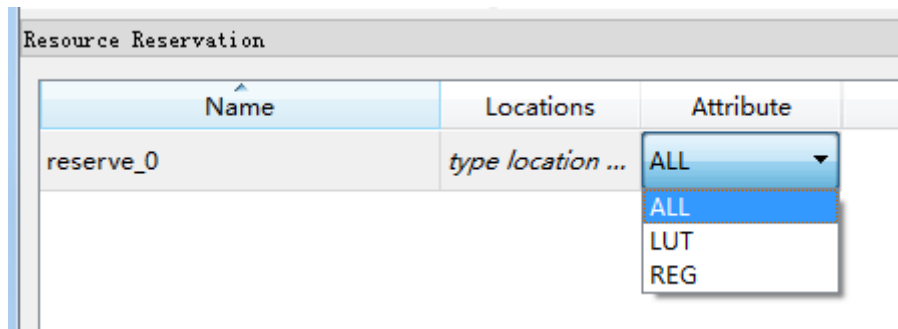 Resource Reservation
Name Locations Attribute
reserve_0 type location ... ALL
ALL
LUT
REG